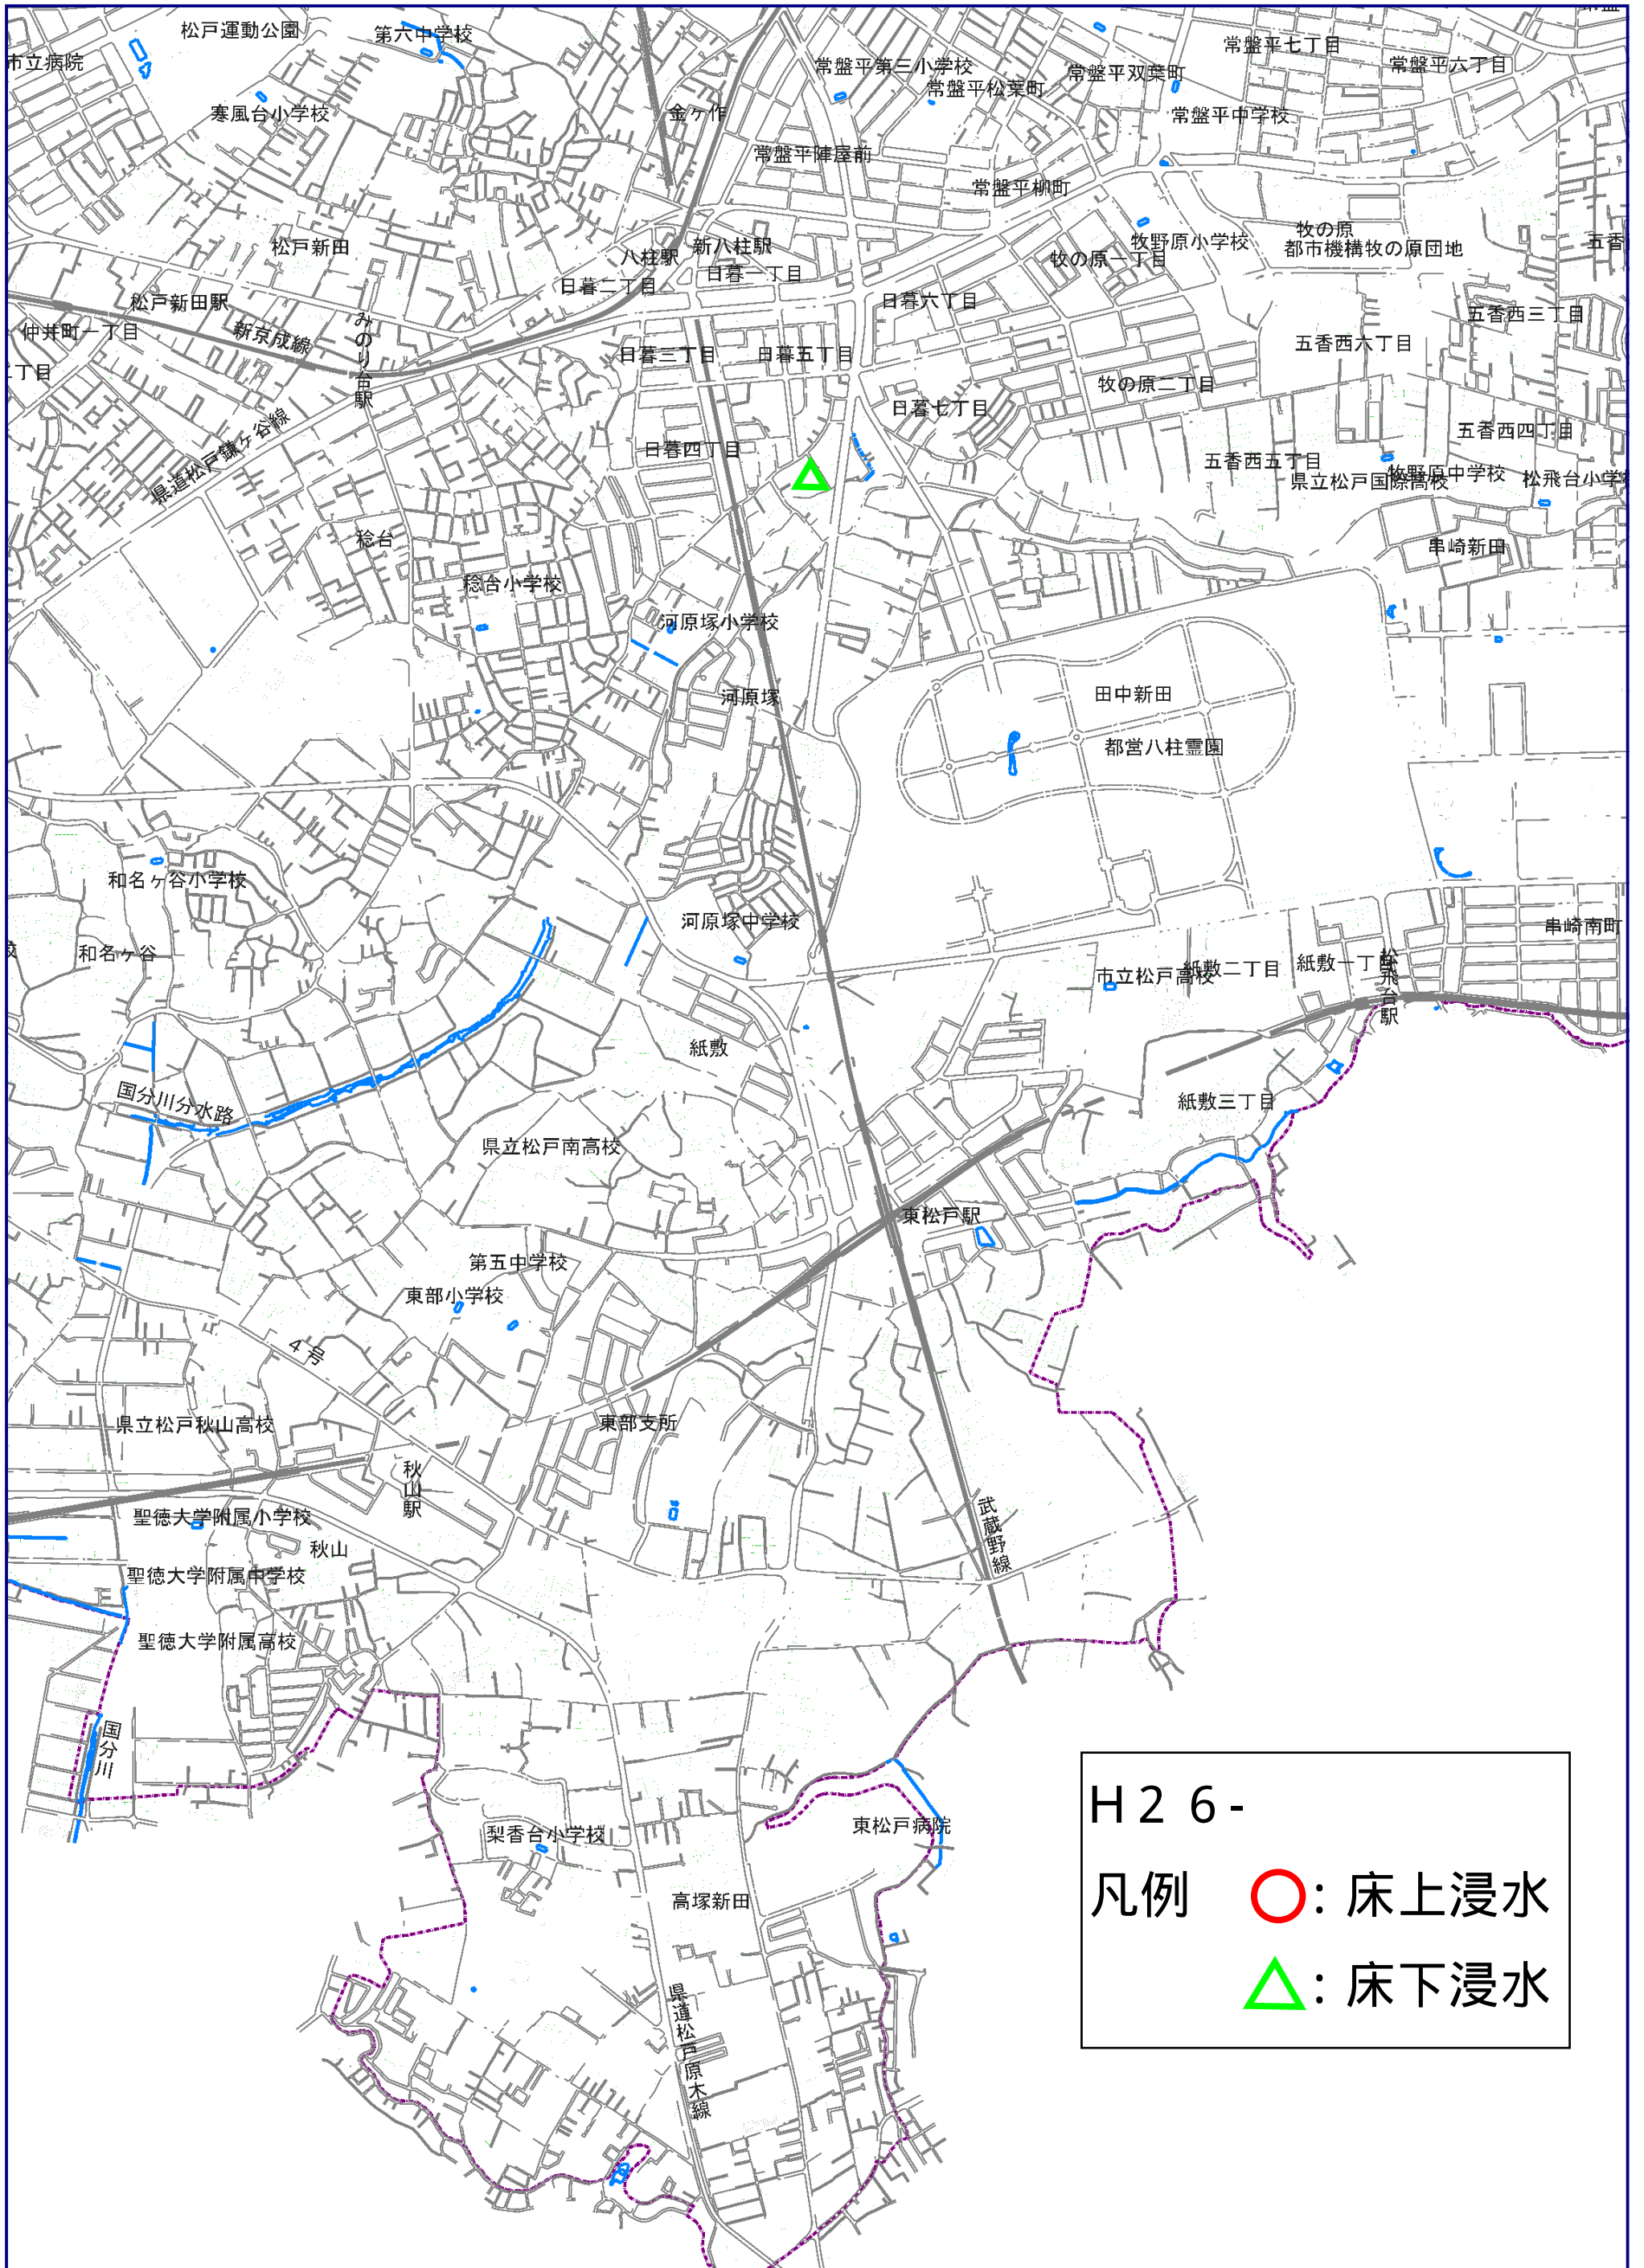 松戸運動公園
第六中学校
市立病院
寒風台小学校
金ヶ作
常盤平第三小学校
常盤平松葉町
常盤平双葉町
常盤平七丁目
常盤平六丁目
常盤平中学校
常盤平陣屋前
常盤平柳町
松戸新田
八柱駅
新八柱駅
日暮一丁目
日暮二丁目
牧の原一丁目
牧野原小学校
牧の原
都市機構牧の原団地
五香
松戸新田駅
仲井町一丁目
新京成線
みのり台駅
日暮六丁目
五香西三丁目
五香西六丁目
二丁目
日暮三丁目
日暮五丁目
牧の原二丁目
日暮七丁目
県道松戸鎌ヶ谷線
日暮四丁目
五香西四丁目
五香西五丁目
県立松戸国際高校
牧野原中学校
松飛台小学校
稔台
串崎新田
稔台小学校
河原塚小学校
河原塚
田中新田
都営八柱霊園
和名ヶ谷小学校
和名ヶ谷
校
河原塚中学校
串崎南町
市立松戸高校
紙敷二丁目
紙敷一丁目
松飛台駅
紙敷
国分川分水路
紙敷三丁目
県立松戸南高校
東松戸駅
第五中学校
東部小学校
4号
県立松戸秋山高校
東部支所
秋山駅
聖徳大学附属小学校
秋山
武蔵野線
聖徳大学附属中学校
聖徳大学附属高校
国分川
梨香台小学校
東松戸病院
高塚新田
県道松戸原木線
H26-
凡例 ○：床上浸水
△：床下浸水